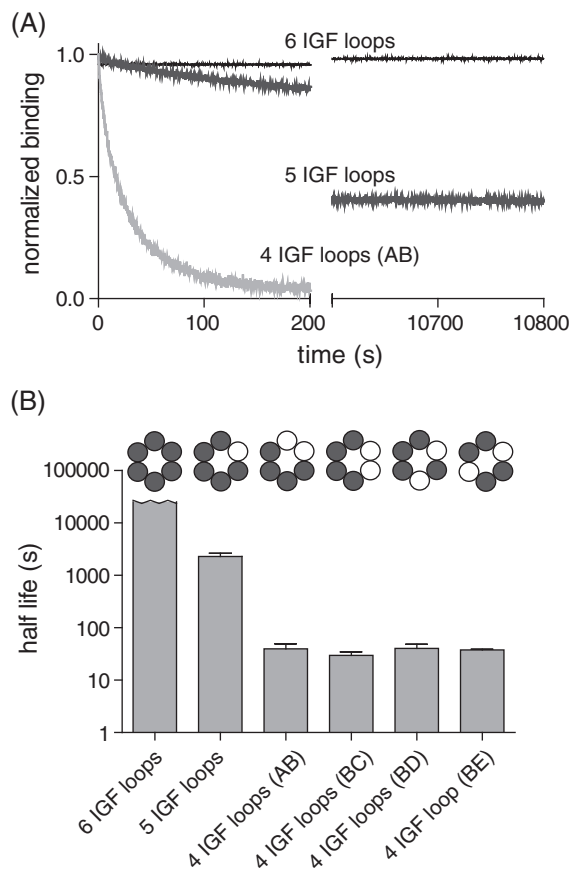 (A)
6 IGF loops
1.0
normalized binding
0.5
5 IGF loops
4 IGF loops (AB)
0.0
0 100 200 10700 10800
time (s)
(B)
100000
10000
1000
100
10
1
half life (s)
6 IGF loops
5 IGF loops
4 IGF loops (AB)
4 IGF loops (BC)
4 IGF loops (BD)
4 IGF loop (BE)